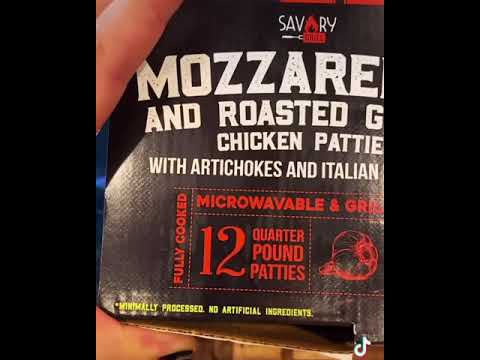 SAVORY
GRILL
MOZZARE
AND ROASTED G
CHICKEN PATTIE
WITH ARTICHOKES AND ITALIAN
FULLY COOKED
MICROWAVABLE & GRI
12 QUARTER
POUND
PATTIES
*MINIMALLY PROCESSED. NO ARTIFICIAL INGREDIENTS.